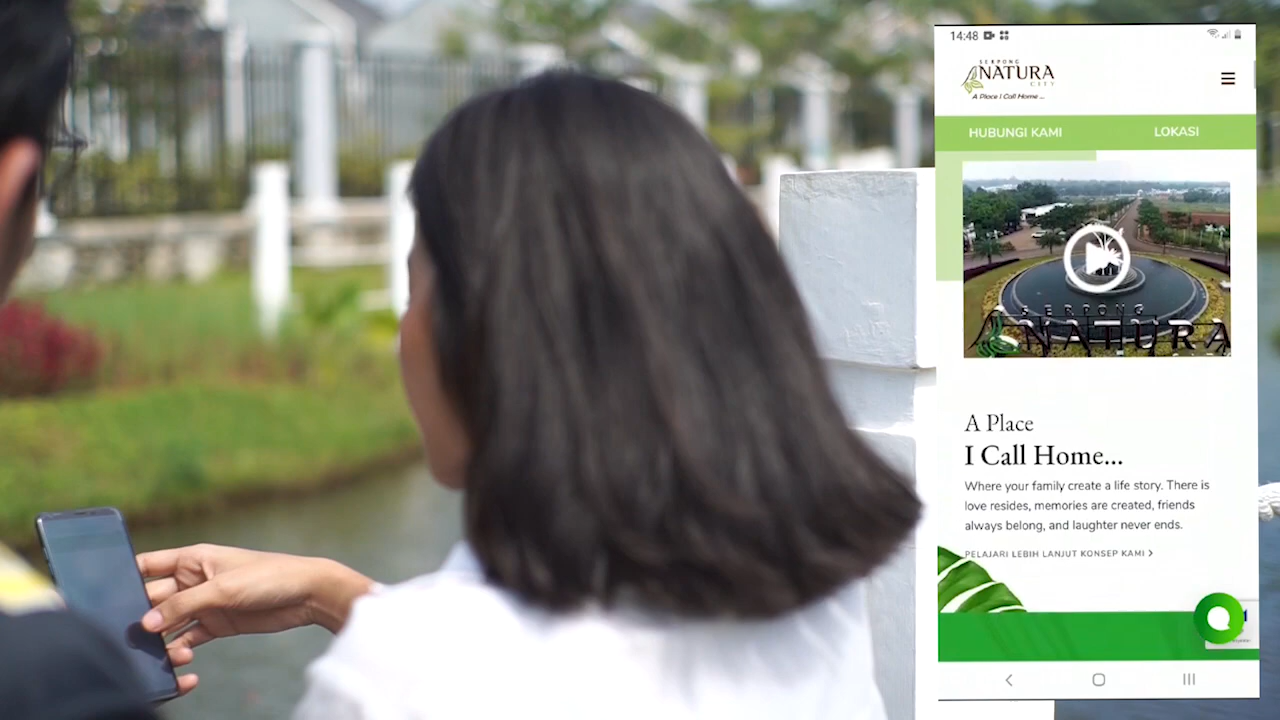 14:48
SERPONG
NATURA
CITY
A Place I Call Home...
HUBUNGI KAMI
LOKASI
SERPONG
NATURA
A Place
I Call Home...
Where your family create a life story. There is
love resides, memories are created, friends
always belong, and laughter never ends.
PELAJARI LEBIH LANJUT KONSEP KAMI >